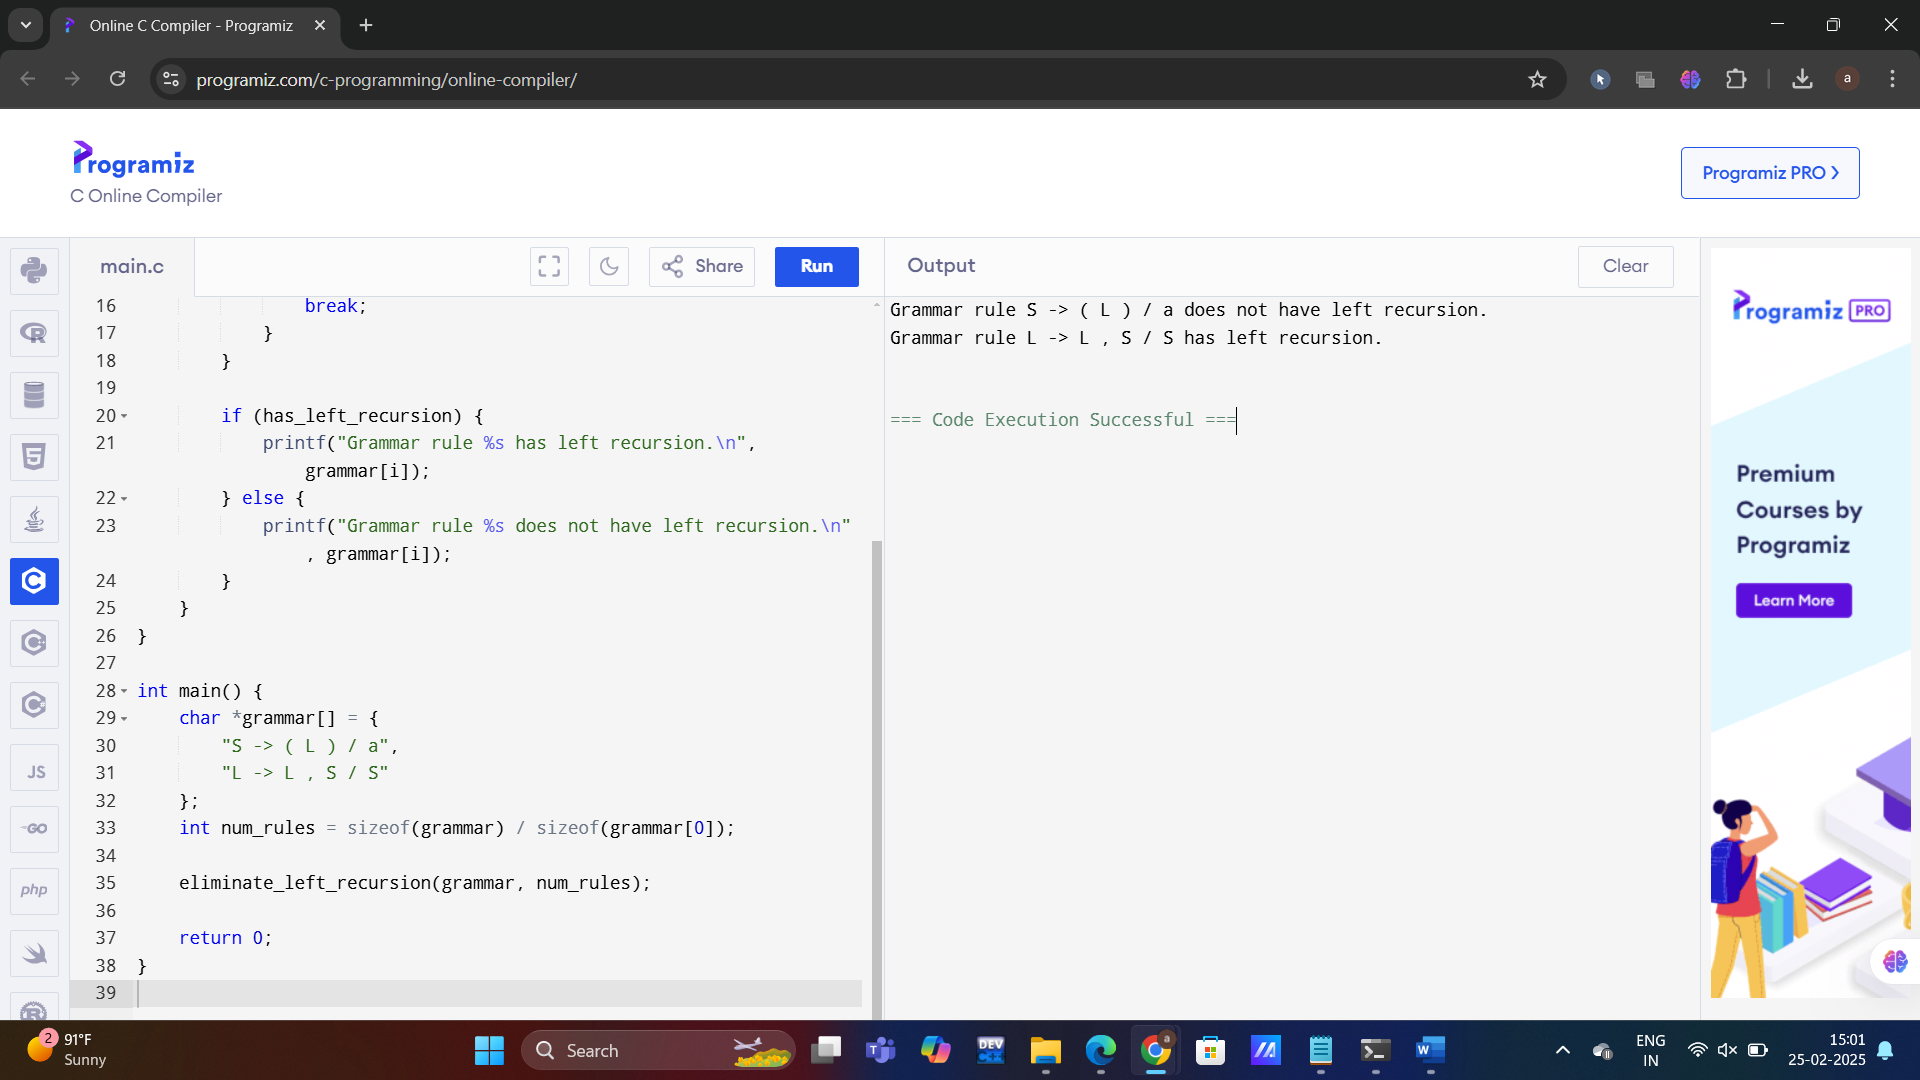 Online C Compiler - Programiz
programiz.com/c-programming/online-compiler/
a
Programiz
C Online Compiler
Programiz PRO
main.c
Share
Run
Output
Clear
16 break;
17 }
18 }
19
20 if (has_left_recursion) {
21 printf("Grammar rule %s has left recursion.\n",
grammar[i]);
22 } else {
23 printf("Grammar rule %s does not have left recursion.\n"
, grammar[i]);
24 }
25 }
26 }
27
28 int main() {
29 char *grammar[] = {
30 "S -> ( L ) / a",
31 "L -> L , S / S"
32 };
33 int num_rules = sizeof(grammar) / sizeof(grammar[0]);
34
35 eliminate_left_recursion(grammar, num_rules);
36
37 return 0;
38 }
39
Grammar rule S -> ( L ) / a does not have left recursion.
Grammar rule L -> L , S / S has left recursion.
=== Code Execution Successful ===
Programiz PRO
Premium
Courses by
Programiz
Learn More
R
5
C
JS
GO
php
R
2
91°F
Sunny
Search
T
DEV
C++
a
W
ENG
IN
15:01
25-02-2025